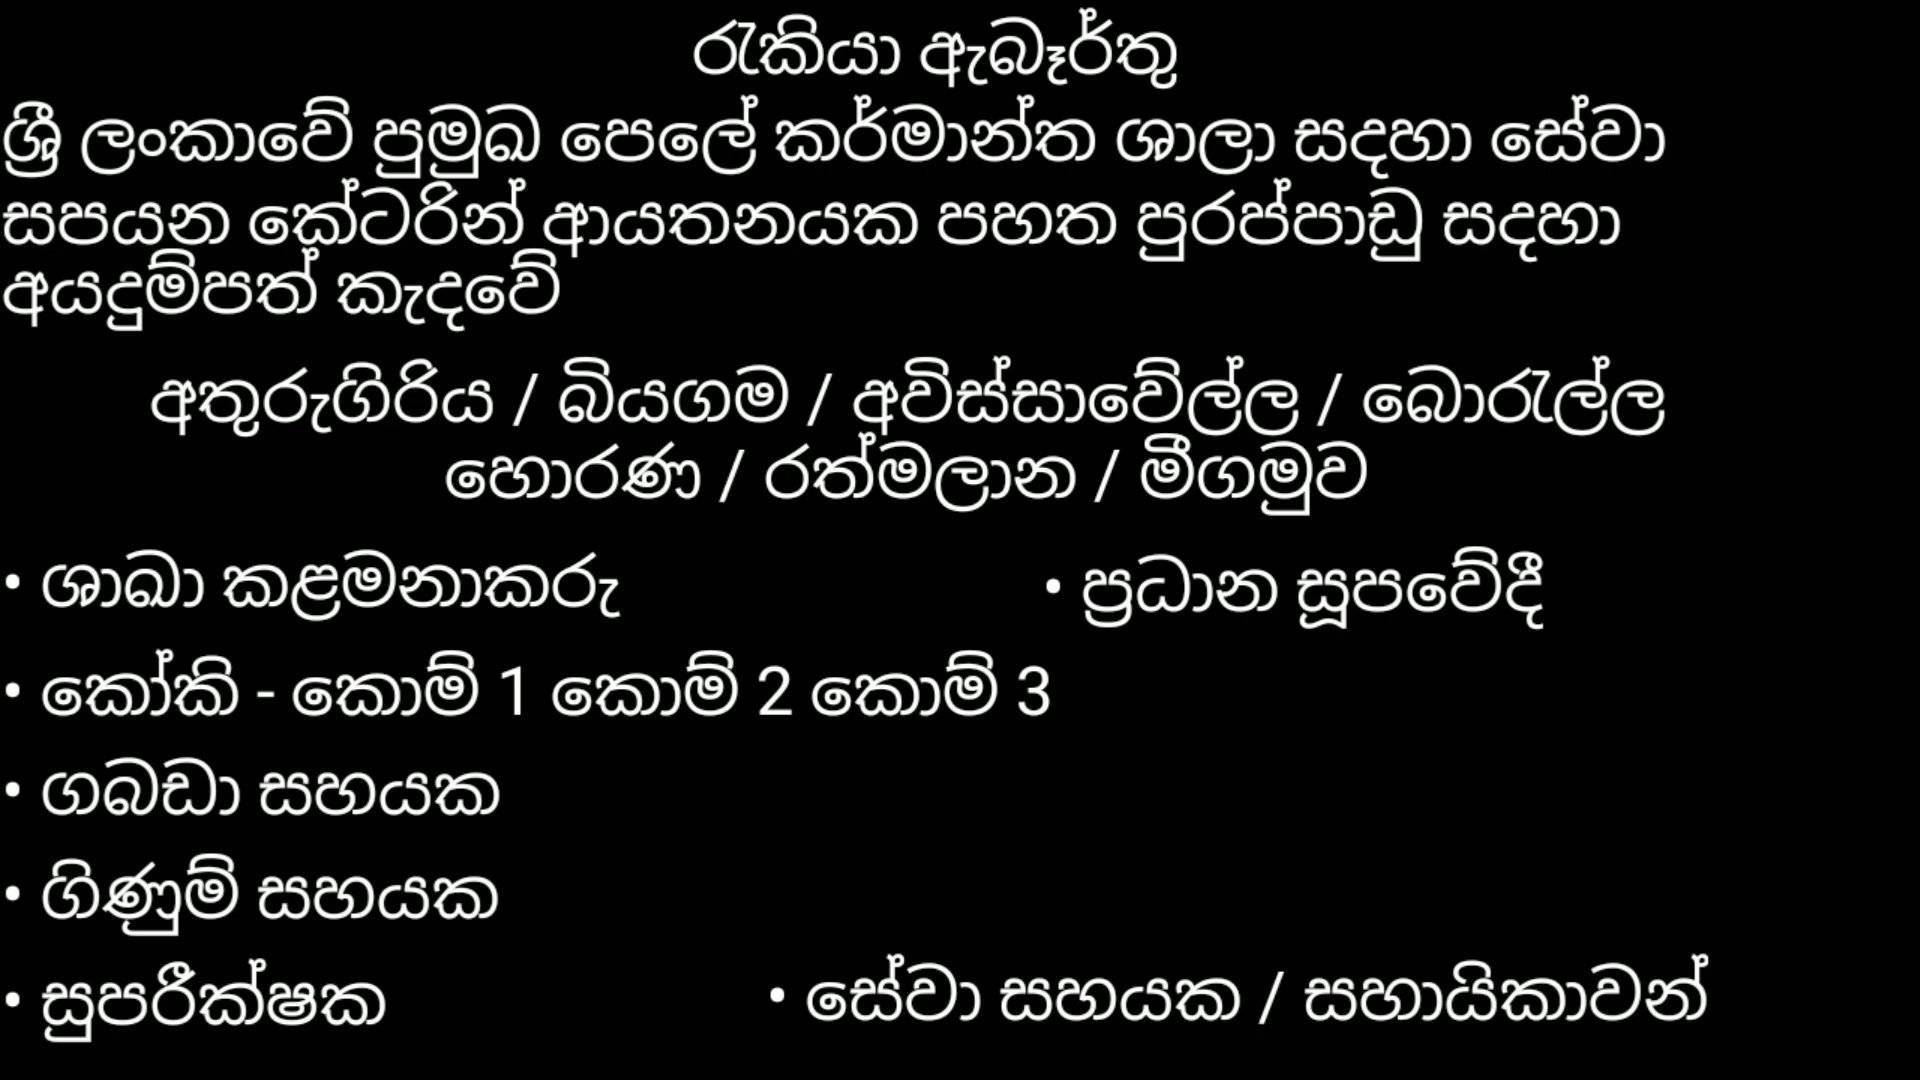 රැකියා ඇබෑර්තු
ශ්‍රී ලංකාවේ පුමුඛ පෙලේ කර්මාන්ත ශාලා සදහා සේවා
සපයන කේටරින් ආයතනයක පහත පුරප්පාඩු සදහා
අයදුම්පත් කැදවේ
අතුරුගිරිය / බියගම / අවිස්සාවේල්ල / බොරැල්ල
හොරණ / රත්මලාන / මීගමුව
• ශාඛා කළමනාකරු
• ප්‍රධාන සූපවේදී
• කෝකි - කොම් 1 කොම් 2 කොම් 3
• ගබඩා සහයක
• ගිණුම් සහයක
• සුපරීක්ෂක
• සේවා සහයක / සහායිකාවන්